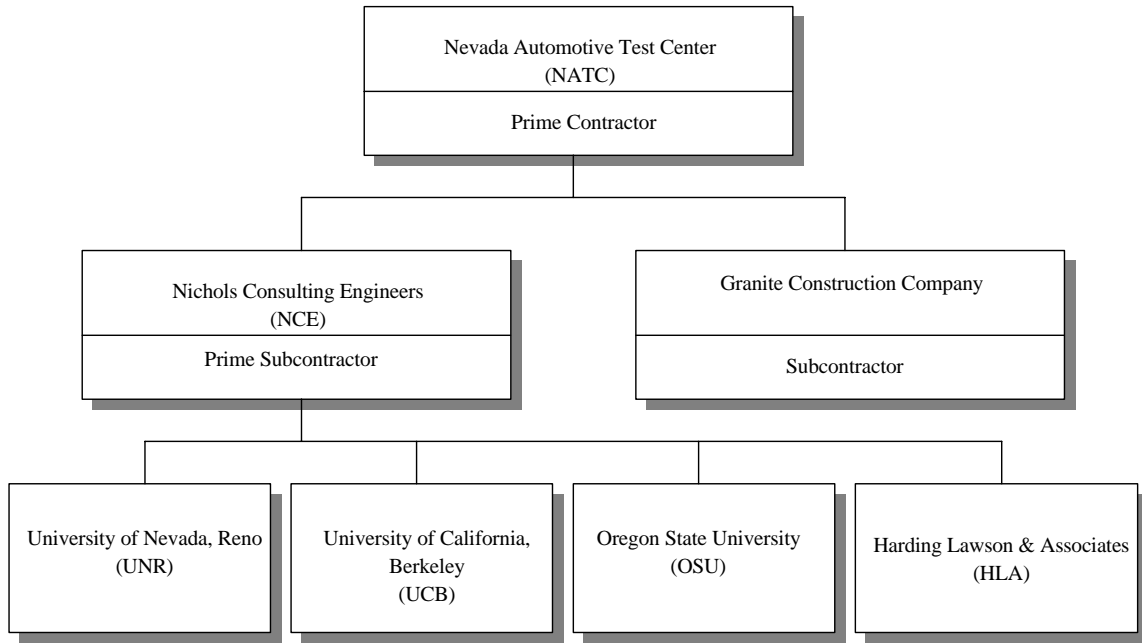 Nevada Automotive Test Center
(NATC)
Prime Contractor
Nichols Consulting Engineers
(NCE)
Prime Subcontractor
Granite Construction Company
Subcontractor
University of Nevada, Reno
(UNR)
University of California,
Berkeley
(UCB)
Oregon State University
(OSU)
Harding Lawson & Associates
(HLA)